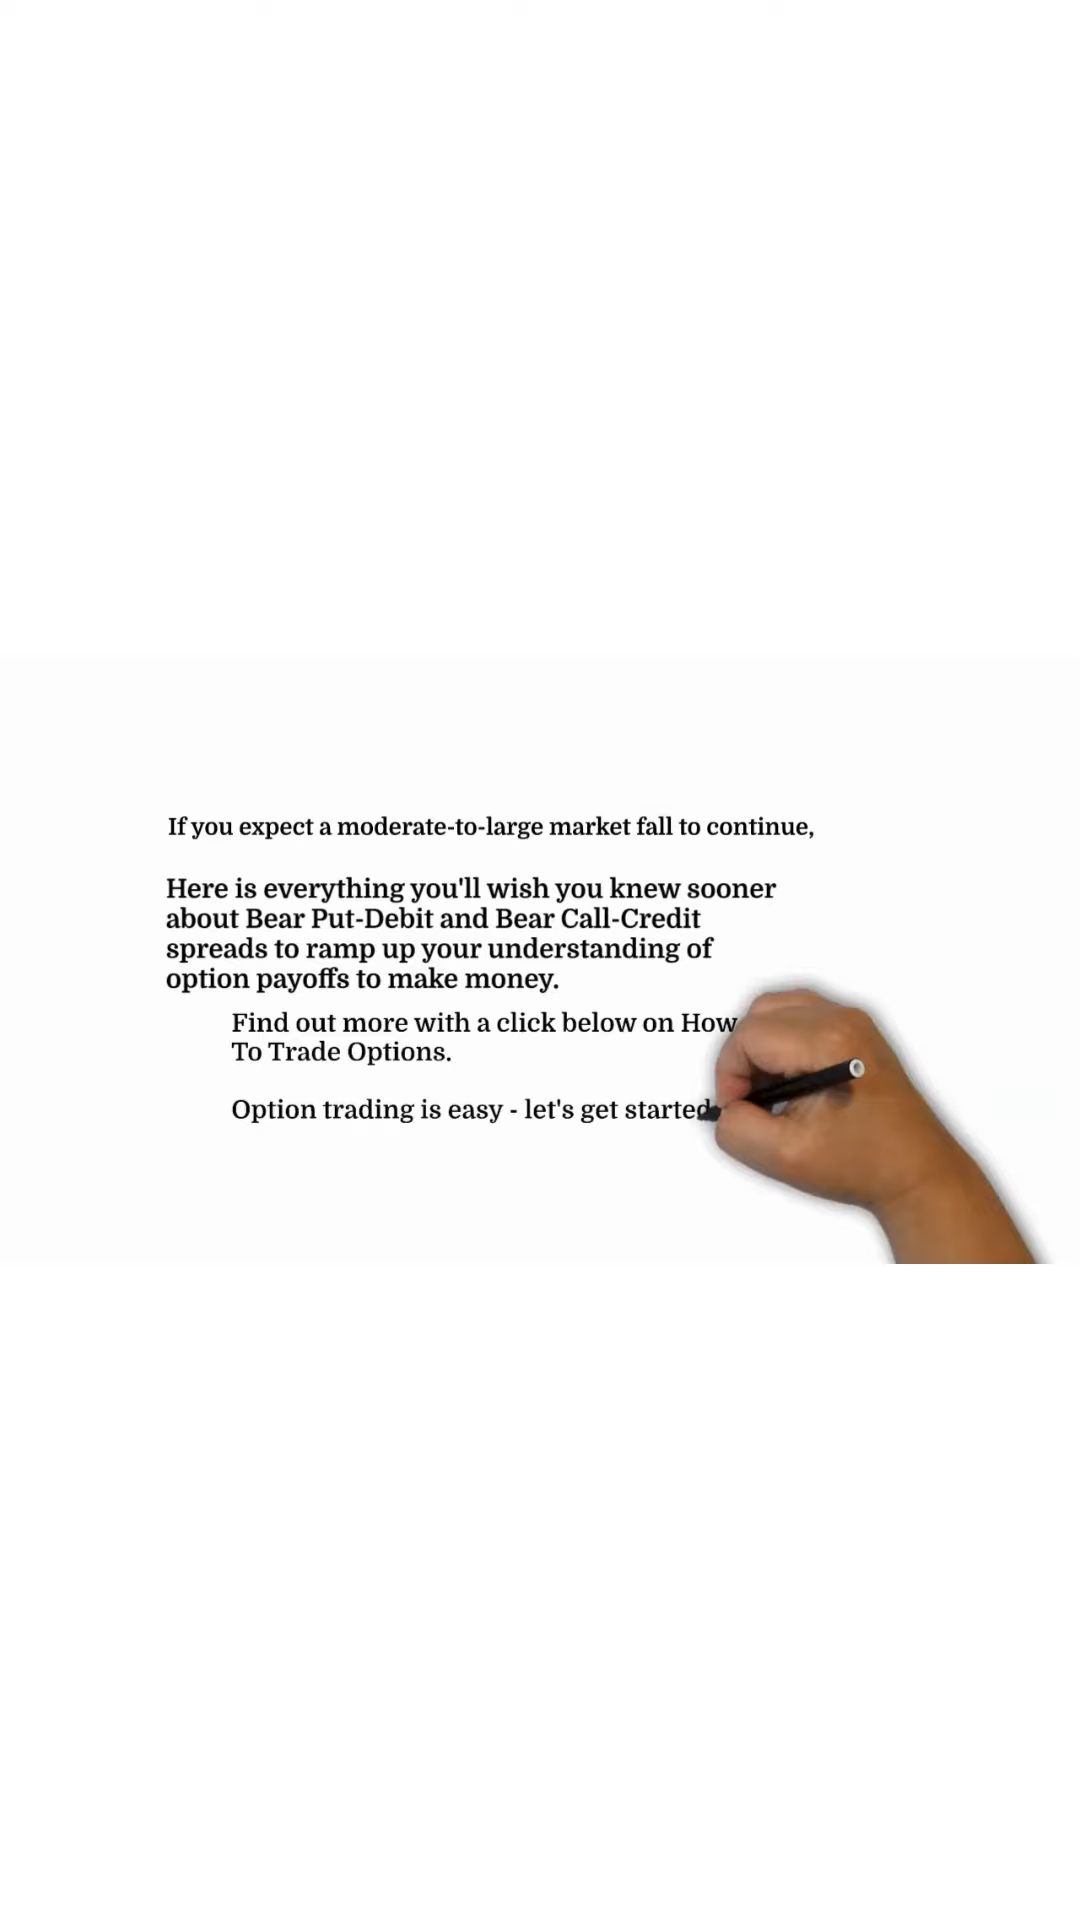 If you expect a moderate-to-large market fall to continue,
Here is everything you'll wish you knew sooner
about Bear Put-Debit and Bear Call-Credit
spreads to ramp up your understanding of
option payoffs to make money.
Find out more with a click below on How
To Trade Options.
Option trading is easy - let's get started